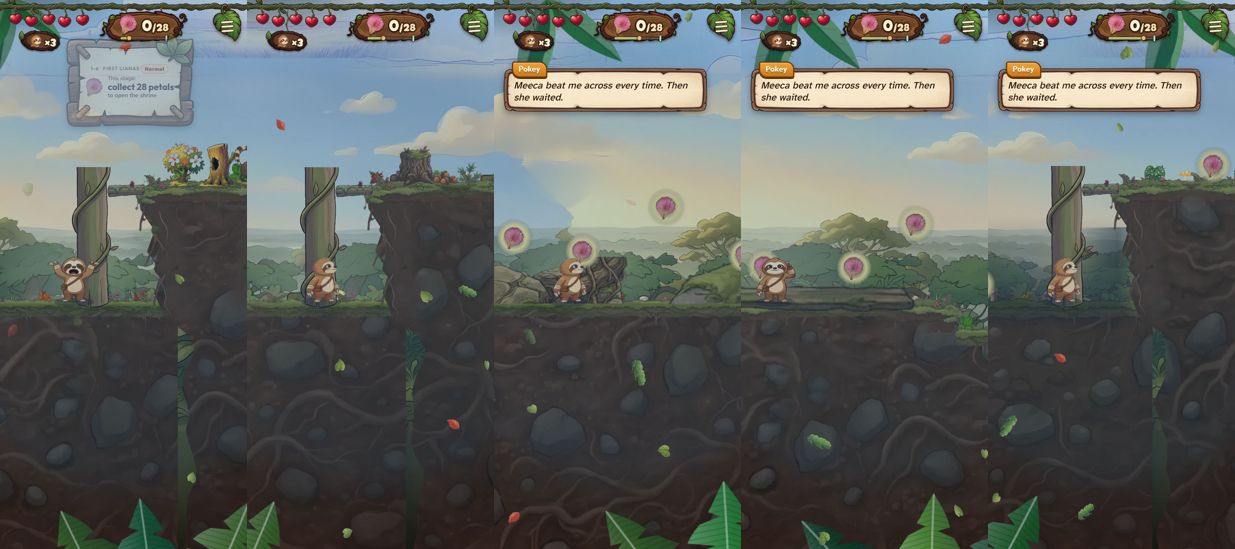 0/28
×3
1-4 · FIRST LIANAS Normal
This stage:
collect 28 petals
to open the shrine
0/28
×3
0/28
×3
Pokey
Meeca beat me across every time. Then
she waited.
0/28
×3
Pokey
Meeca beat me across every time. Then
she waited.
0/28
×3
Pokey
Meeca beat me across every time. Then
she waited.